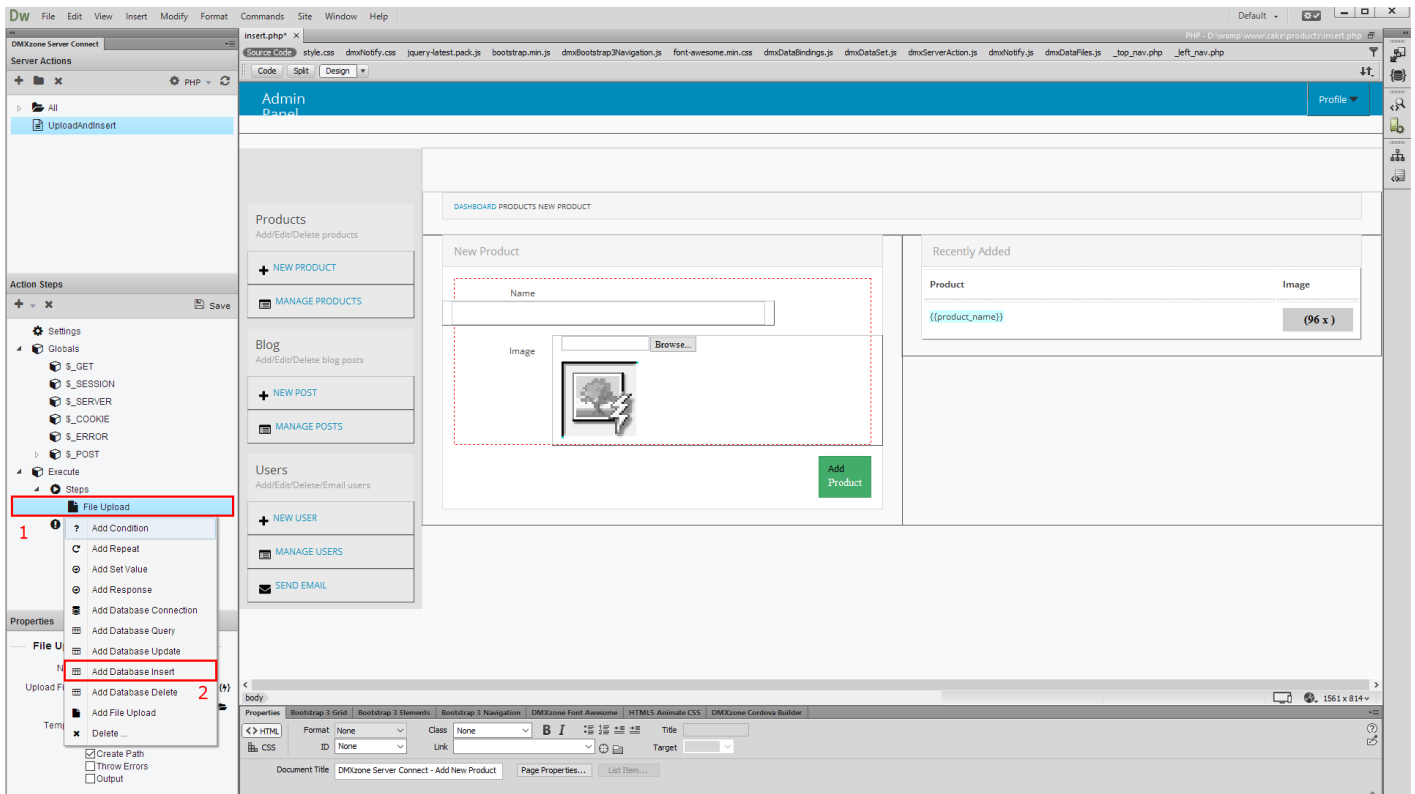 Dw File Edit View Insert Modify Format Commands Site Window Help Default
DMXzone Server Connect
Server Actions
PHP
All
UploadAndInsert
Action Steps
Save
Settings
Globals
$_GET
$_SESSION
$_SERVER
$_COOKIE
$_ERROR
$_POST
Execute
Steps
File Upload
1
? Add Condition
Add Repeat
Add Set Value
Add Response
Add Database Connection
Add Database Query
Add Database Update
Add Database Insert
Add Database Delete
2
Add File Upload
Delete ...
Properties
File U
N
Upload Fi
Temp
Create Path
Throw Errors
Output
insert.php* x
PHP - D:\wamp\www\cake\products\insert.php
Source Code style.css dmxNotify.css jquery-latest.pack.js bootstrap.min.js dmxBootstrap3Navigation.js font-awesome.min.css dmxDataBindings.js dmxDataSet.js dmxServerAction.js dmxNotify.js dmxDataFiles.js _top_nav.php _left_nav.php
Code Split Design
Admin
Panel
Profile
DASHBOARD PRODUCTS NEW PRODUCT
Products
Add/Edit/Delete products
NEW PRODUCT
MANAGE PRODUCTS
Blog
Add/Edit/Delete blog posts
NEW POST
MANAGE POSTS
Users
Add/Edit/Delete/Email users
NEW USER
MANAGE USERS
SEND EMAIL
New Product
Name
Image
Browse...
Add
Product
Recently Added
Product Image
{{product_name}} (96 x )
body
1561 x 814
Properties Bootstrap 3 Grid Bootstrap 3 Elements Bootstrap 3 Navigation DMXzone Font Awesome HTML5 Animate CSS DMXzone Cordova Builder
<> HTML Format None Class None B I Title
CSS ID None Link Target
Document Title DMXzone Server Connect - Add New Product Page Properties... List Item...